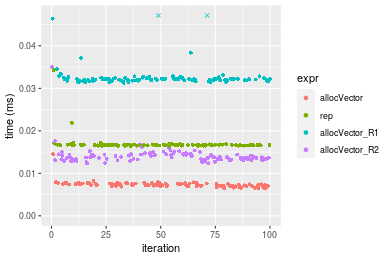 0.04
0.03
0.02
0.01
0.00
time (ms)
0 25 50 75 100
iteration
expr
allocVector
rep
allocVector_R1
allocVector_R2